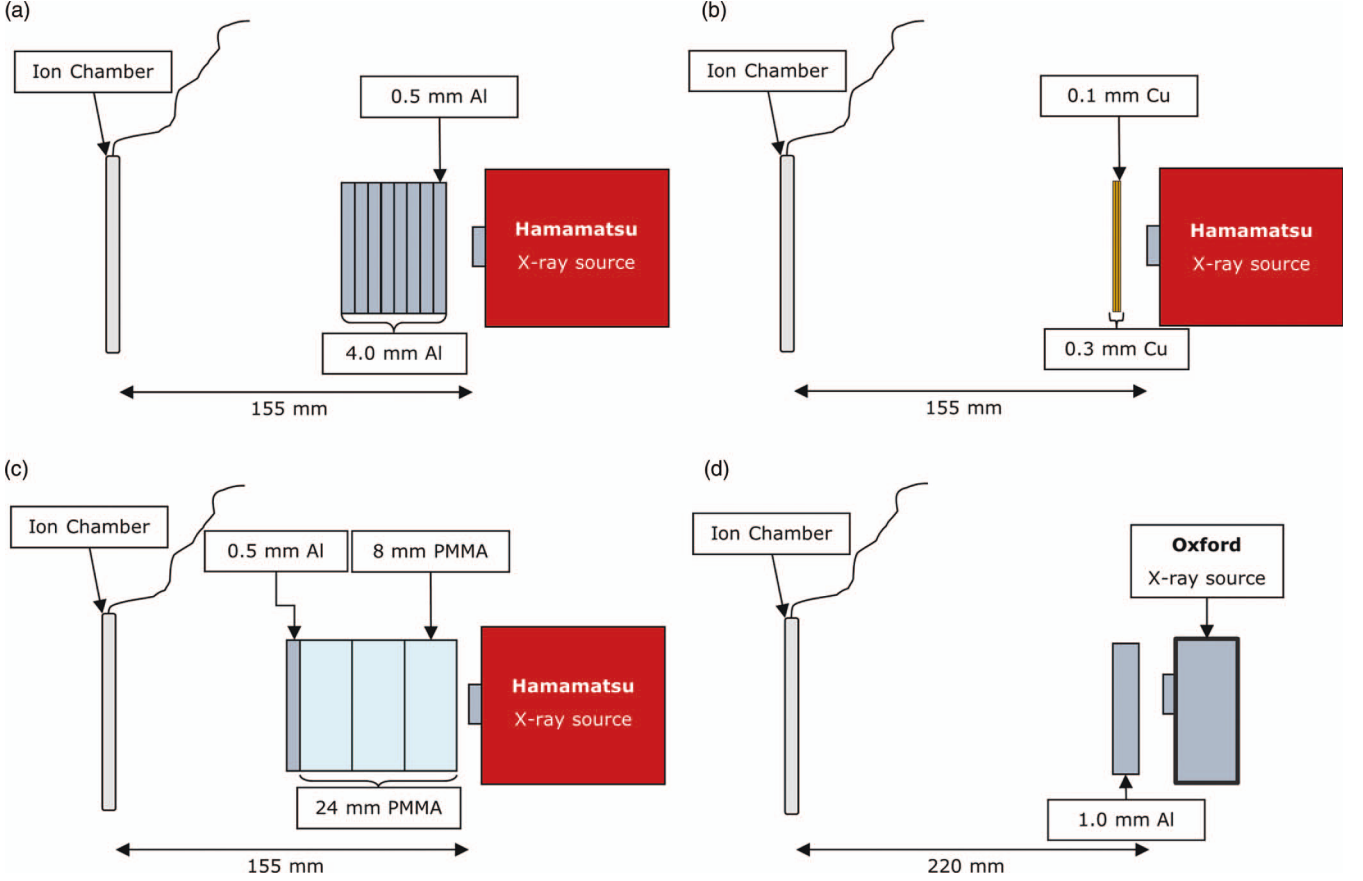 (a)
Ion Chamber
0.5 mm Al
Hamamatsu
X-ray source
4.0 mm Al
155 mm
(b)
Ion Chamber
0.1 mm Cu
Hamamatsu
X-ray source
0.3 mm Cu
155 mm
(c)
Ion Chamber
0.5 mm Al
8 mm PMMA
Hamamatsu
X-ray source
24 mm PMMA
155 mm
(d)
Ion Chamber
Oxford
X-ray source
1.0 mm Al
220 mm